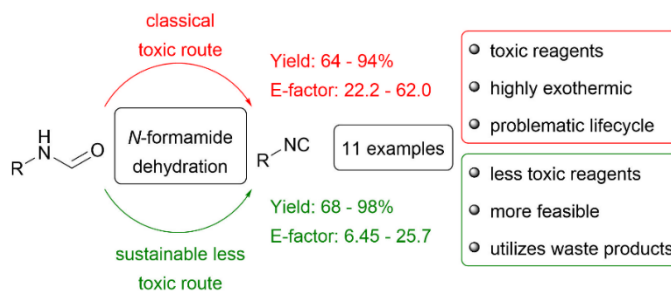 classical
toxic route
Yield: 64 - 94%
E-factor: 22.2 - 62.0
toxic reagents
highly exothermic
problematic lifecycle
H
N
O
R
N-formamide
dehydration
R
NC
11 examples
sustainable less
toxic route
Yield: 68 - 98%
E-factor: 6.45 - 25.7
less toxic reagents
more feasible
utilizes waste products